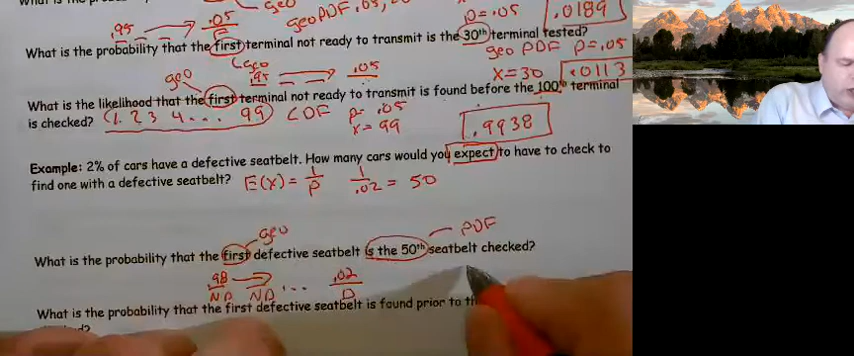 geo
.95 .05 F geoPDF .05, p=.05 .0189
What is the probability that the first terminal not ready to transmit is the 30th terminal tested?
geo .95 .05 geo PDF p=.05
geo x=30 .0113
What is the likelihood that the first terminal not ready to transmit is found before the 100th terminal
is checked? (1, 2 3 4... 99) CDF p=.05 x=99 .9938
Example: 2% of cars have a defective seatbelt. How many cars would you expect to have to check to
find one with a defective seatbelt? E(x) = 1/p 1/.02 = 50
geo PDF
What is the probability that the first defective seatbelt is the 50th seatbelt checked?
.98 ... .02
ND ND D
What is the probability that the first defective seatbelt is found prior to th